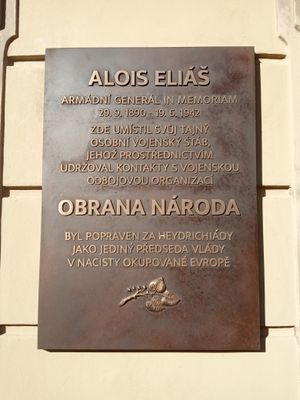 ALOIS ELIÁŠ
ARMÁDNÍ GENERÁL IN MEMORIAM
29. 9. 1890 - 19. 6. 1942
ZDE UMÍSTIL SVŮJ TAJNÝ
OSOBNÍ VOJENSKÝ ŠTÁB,
JEHOŽ PROSTŘEDNICTVÍM
UDRŽOVAL KONTAKTY S VOJENSKOU
ODBOJOVOU ORGANIZACÍ
OBRANA NÁRODA
BYL POPRAVEN ZA HEYDRICHIÁDY
JAKO JEDINÝ PŘEDSEDA VLÁDY
V NACISTY OKUPOVANÉ EVROPĚ